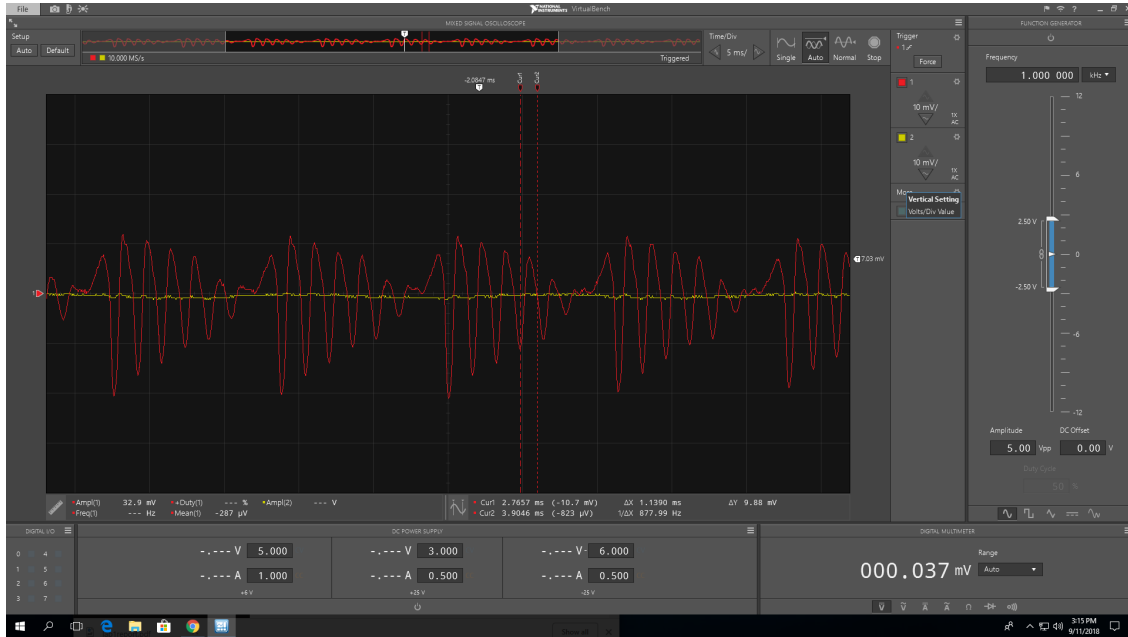 File
NATIONAL INSTRUMENTS VirtualBench
MIXED SIGNAL OSCILLOSCOPE
FUNCTION GENERATOR
Setup
Auto Default
10.000 MS/s
Triggered
Time/Div
5 ms/
Single Auto Normal Stop
Trigger
1
Force
-2.0847 ms
T
Cur1
Cur2
1
10 mV/
1X
AC
2
10 mV/
1X
AC
Vertical Setting
Volts/Div Value
T 7.03 mV
1
Frequency
1.000 000 kHz
12
6
2.50 V
0
-2.50 V
-6
-12
Amplitude DC Offset
5.00 Vpp 0.00 V
Duty Cycle
50 %
Ampl(1) 32.9 mV +Duty(1) --- % Ampl(2) --- V
Freq(1) --- Hz Mean(1) -287 µV
Cur1 2.7657 ms (-10.7 mV) ΔX 1.1390 ms ΔY 9.88 mV
Cur2 3.9046 ms (-823 µV) 1/ΔX 877.99 Hz
DIGITAL I/O
DC POWER SUPPLY
DIGITAL MULTIMETER
0 4
1 5
2 6
3 7
-.--- V 5.000
-.--- A 1.000
+6 V
-.--- V 3.000
-.--- A 0.500
+25 V
-.--- V- 6.000
-.--- A 0.500
-25 V
000.037 mV
Range
Auto
Show all
3:15 PM
9/11/2018